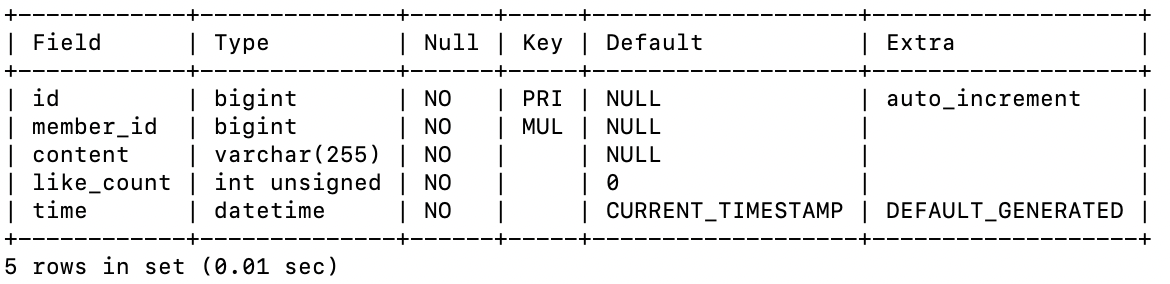 +------------+--------------+------+-----+-------------------+-------------------+
| Field      | Type         | Null | Key | Default           | Extra             |
+------------+--------------+------+-----+-------------------+-------------------+
| id         | bigint       | NO   | PRI | NULL              | auto_increment    |
| member_id  | bigint       | NO   | MUL | NULL              |                   |
| content    | varchar(255) | NO   |     | NULL              |                   |
| like_count | int unsigned | NO   |     | 0                 |                   |
| time       | datetime     | NO   |     | CURRENT_TIMESTAMP | DEFAULT_GENERATED |
+------------+--------------+------+-----+-------------------+-------------------+
5 rows in set (0.01 sec)